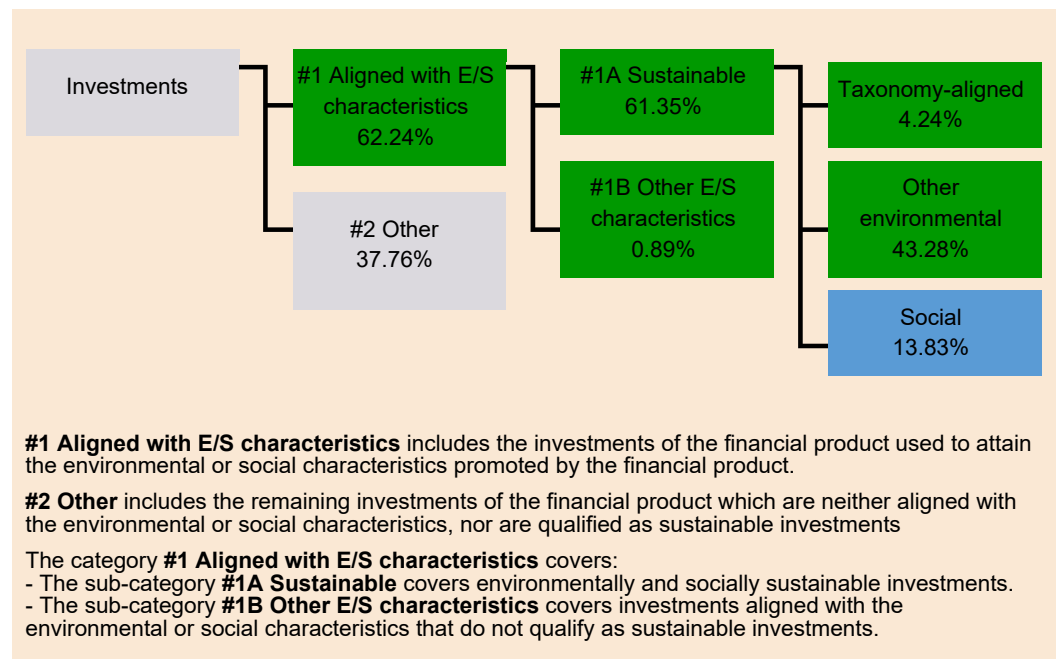 Investments
#1 Aligned with E/S
characteristics
62.24%
#2 Other
37.76%
#1A Sustainable
61.35%
#1B Other E/S
characteristics
0.89%
Taxonomy-aligned
4.24%
Other
environmental
43.28%
Social
13.83%
#1 Aligned with E/S characteristics includes the investments of the financial product used to attain
the environmental or social characteristics promoted by the financial product.
#2 Other includes the remaining investments of the financial product which are neither aligned with
the environmental or social characteristics, nor are qualified as sustainable investments
The category #1 Aligned with E/S characteristics covers:
- The sub-category #1A Sustainable covers environmentally and socially sustainable investments.
- The sub-category #1B Other E/S characteristics covers investments aligned with the
environmental or social characteristics that do not qualify as sustainable investments.